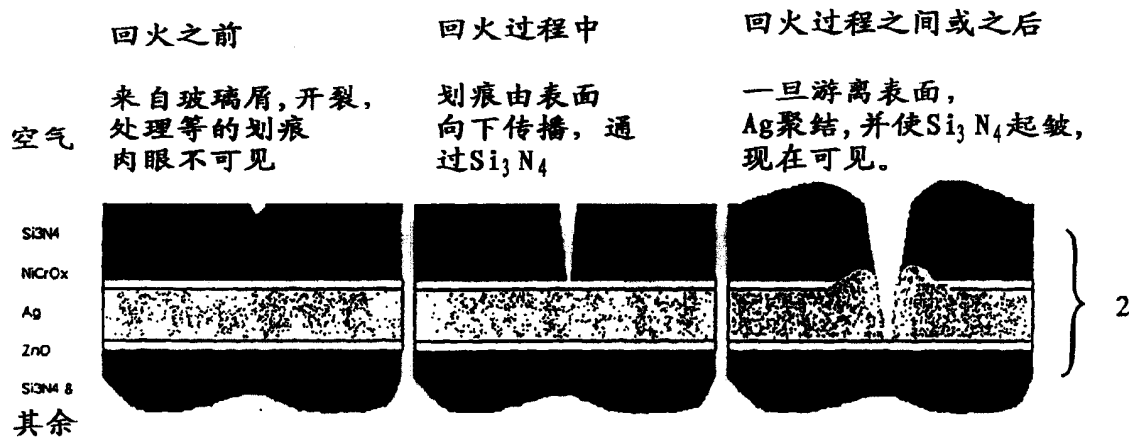 回火之前
来自玻璃屑,开裂,
处理等的划痕
肉眼不可见
回火过程中
划痕由表面
向下传播，通
过Si₃N₄
回火过程之间或之后
一旦游离表面，
Ag聚结,并使Si₃N₄起皱,
现在可见。
空气
Si3N4
NiCrOx
Ag
ZnO
Si3N4 &
其余
2